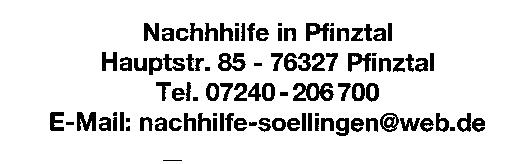 Nachhhilfe in Pfinztal
Hauptstr. 85 - 76327 Pfinztal
Tel. 07240 - 206 700
E-Mail: nachhilfe-soellingen@web.de